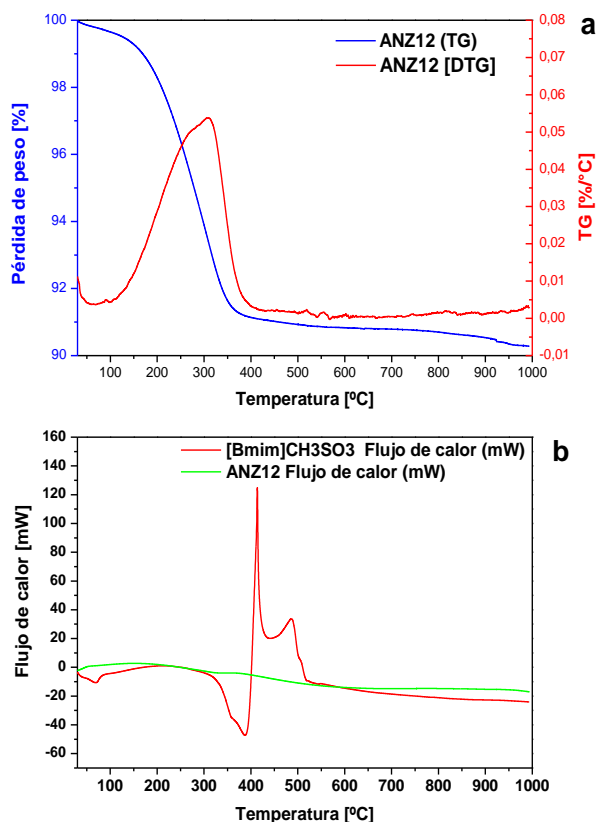 a
ANZ12 (TG)
ANZ12 [DTG]
Pérdida de peso [%]
100
98
96
94
92
90
TG [%/°C]
0,08
0,07
0,06
0,05
0,04
0,03
0,02
0,01
0,00
-0,01
100 200 300 400 500 600 700 800 900 1000
Temperatura [ºC]
b
[Bmim]CH3SO3 Flujo de calor (mW)
ANZ12 Flujo de calor (mW)
Flujo de calor [mW]
160
140
120
100
80
60
40
20
0
-20
-40
-60
100 200 300 400 500 600 700 800 900 1000
Temperatura [ºC]